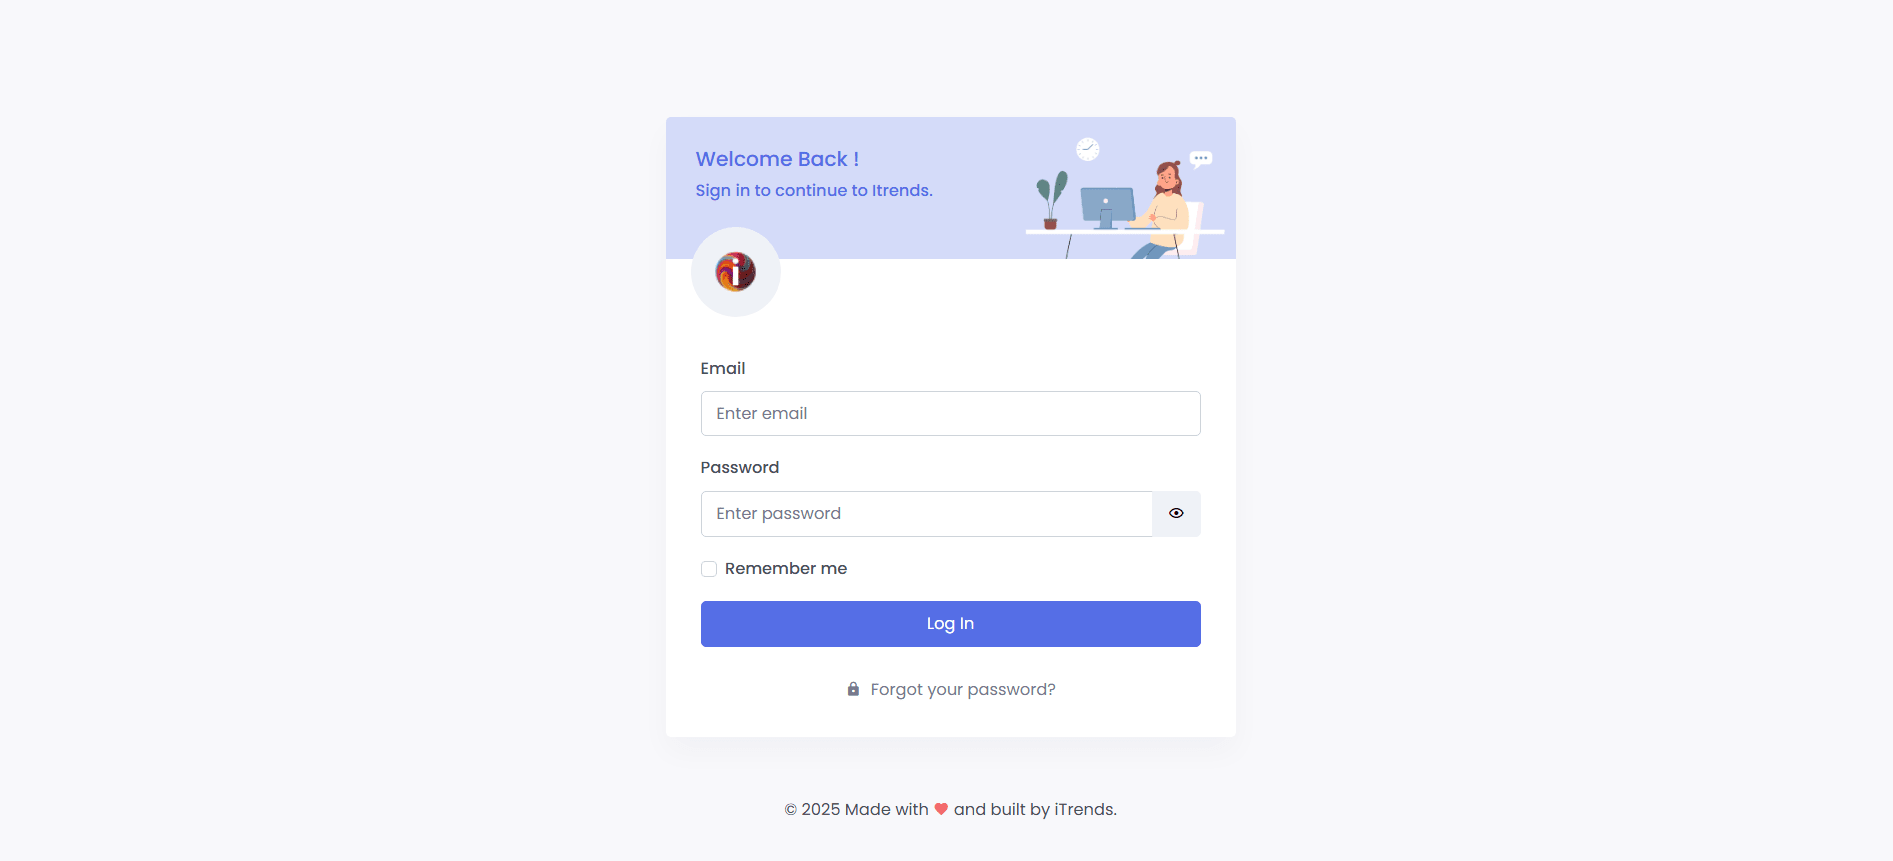 Welcome Back !
Sign in to continue to Itrends.
i
Email
Enter email
Password
Enter password
Remember me
Log In
Forgot your password?
© 2025 Made with ❤ and built by iTrends.